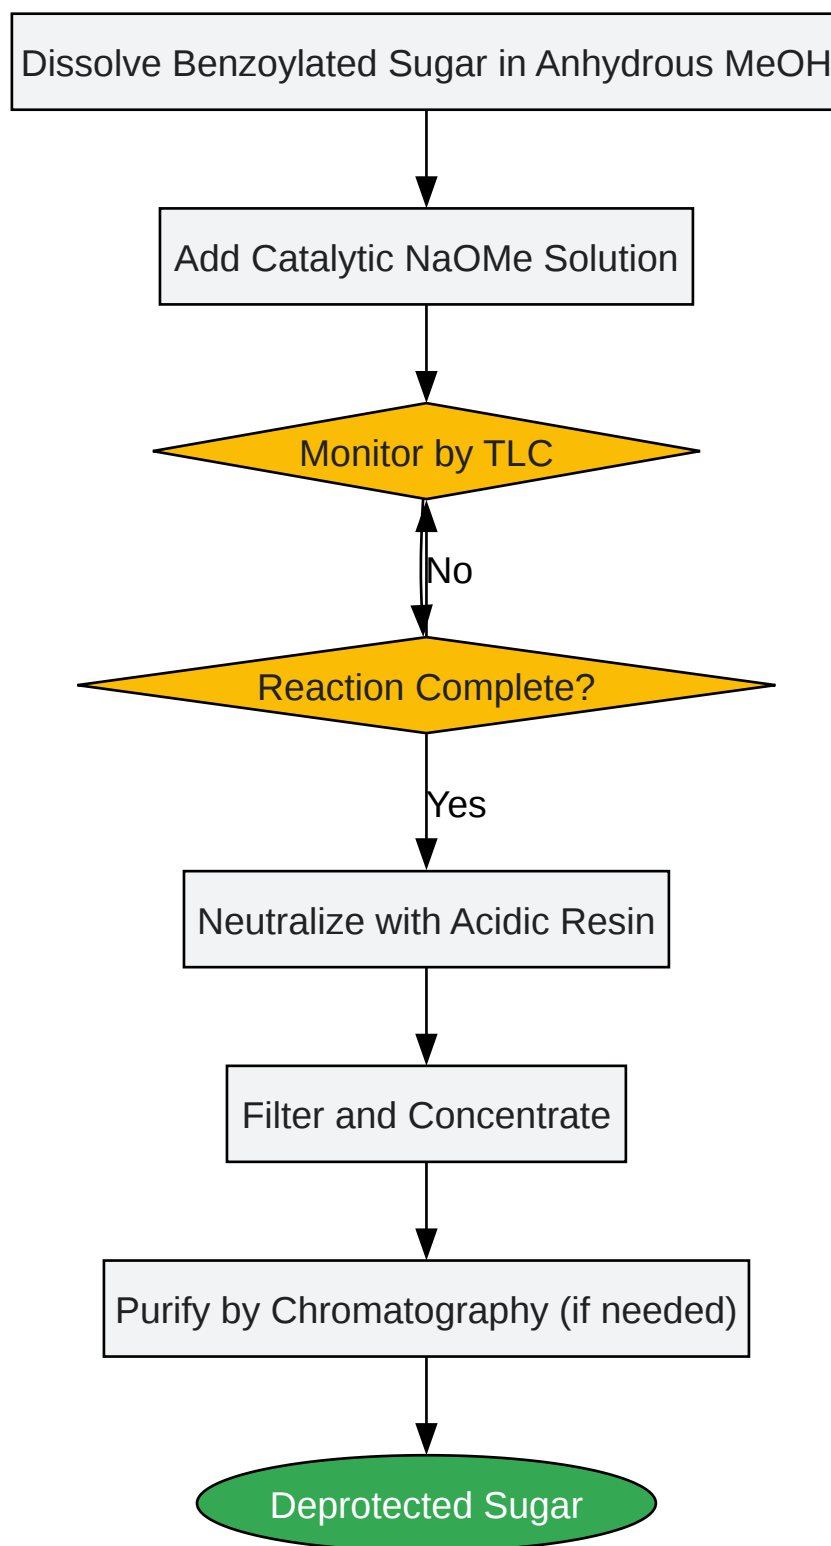 Dissolve Benzoylated Sugar in Anhydrous MeOH
Add Catalytic NaOMe Solution
Monitor by TLC
No
Reaction Complete?
Yes
Neutralize with Acidic Resin
Filter and Concentrate
Purify by Chromatography (if needed)
Deprotected Sugar